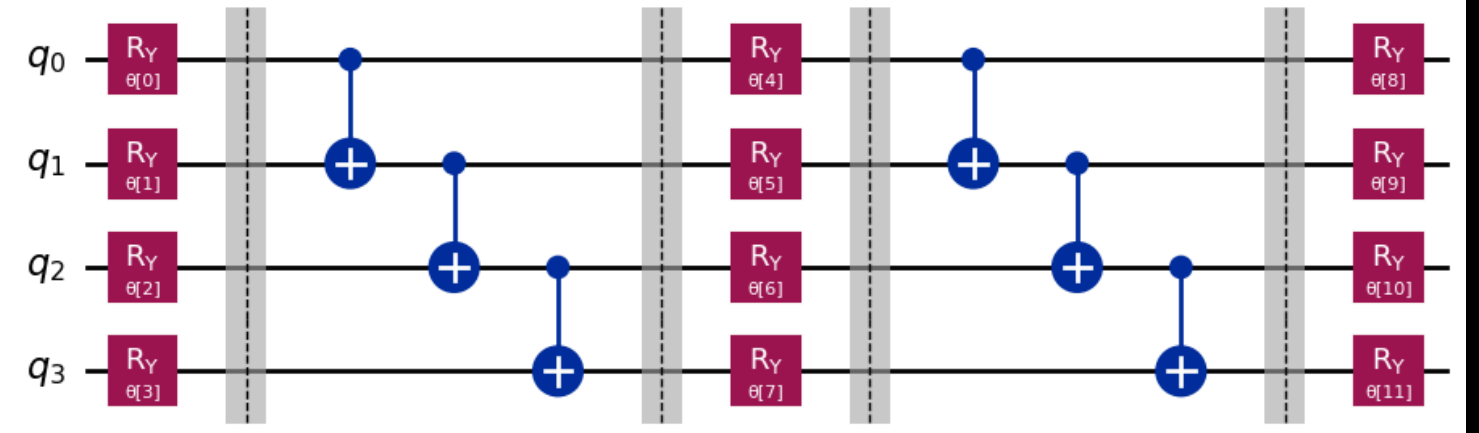 q0 RY θ[0] RY θ[4] RY θ[8]
q1 RY θ[1] RY θ[5] RY θ[9]
q2 RY θ[2] RY θ[6] RY θ[10]
q3 RY θ[3] RY θ[7] RY θ[11]